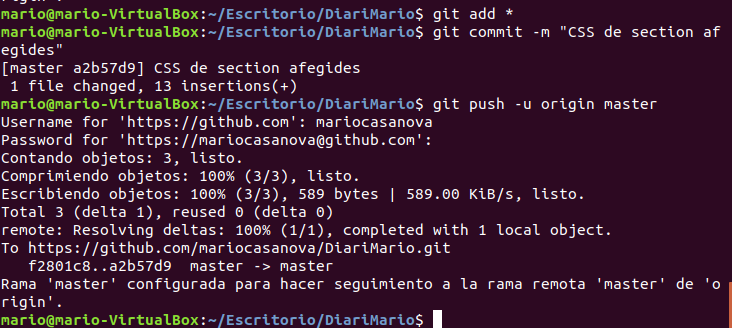 rigin'.
mario@mario-VirtualBox:~/Escritorio/DiariMario$ git add *
mario@mario-VirtualBox:~/Escritorio/DiariMario$ git commit -m "CSS de section af
egides"
[master a2b57d9] CSS de section afegides
 1 file changed, 13 insertions(+)
mario@mario-VirtualBox:~/Escritorio/DiariMario$ git push -u origin master
Username for 'https://github.com': mariocasanova
Password for 'https://mariocasanova@github.com':
Contando objetos: 3, listo.
Comprimiendo objetos: 100% (3/3), listo.
Escribiendo objetos: 100% (3/3), 589 bytes | 589.00 KiB/s, listo.
Total 3 (delta 1), reused 0 (delta 0)
remote: Resolving deltas: 100% (1/1), completed with 1 local object.
To https://github.com/mariocasanova/DiariMario.git
   f2801c8..a2b57d9  master -> master
Rama 'master' configurada para hacer seguimiento a la rama remota 'master' de 'o
rigin'.
mario@mario-VirtualBox:~/Escritorio/DiariMario$